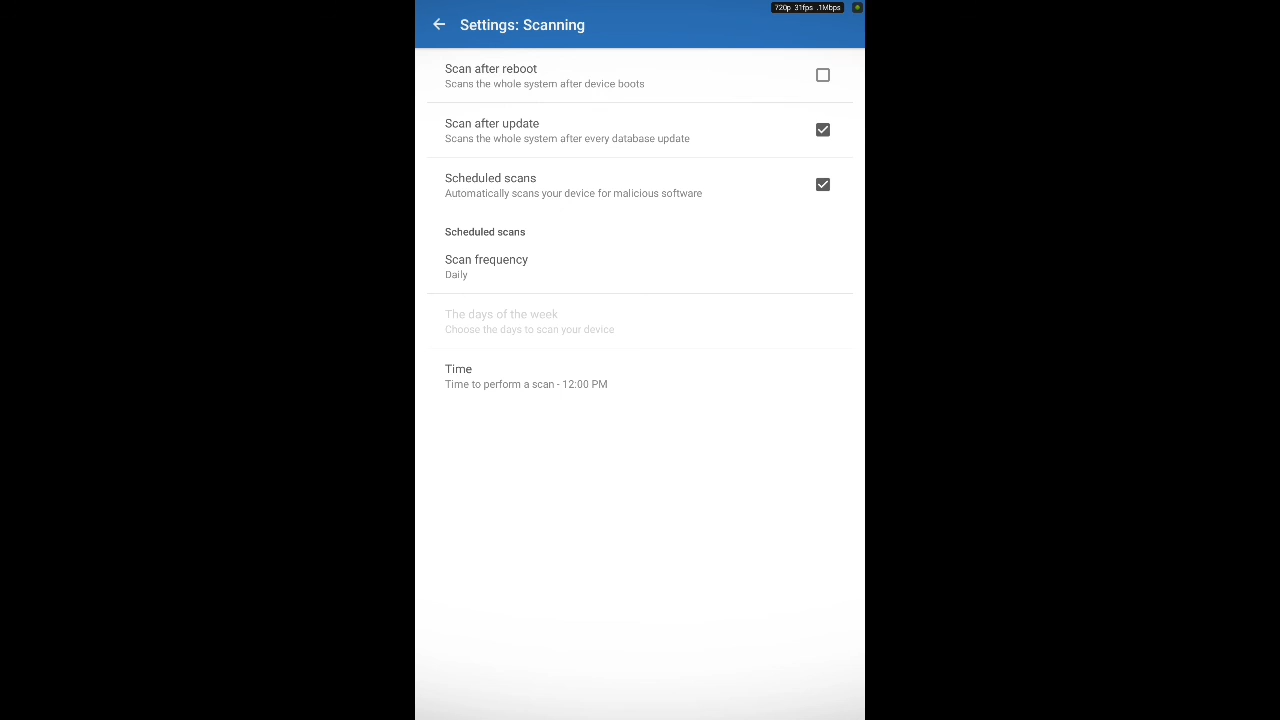 720p 31fps .1Mbps
Settings: Scanning
Scan after reboot
Scans the whole system after device boots
Scan after update
Scans the whole system after every database update
Scheduled scans
Automatically scans your device for malicious software
Scheduled scans
Scan frequency
Daily
The days of the week
Choose the days to scan your device
Time
Time to perform a scan - 12:00 PM